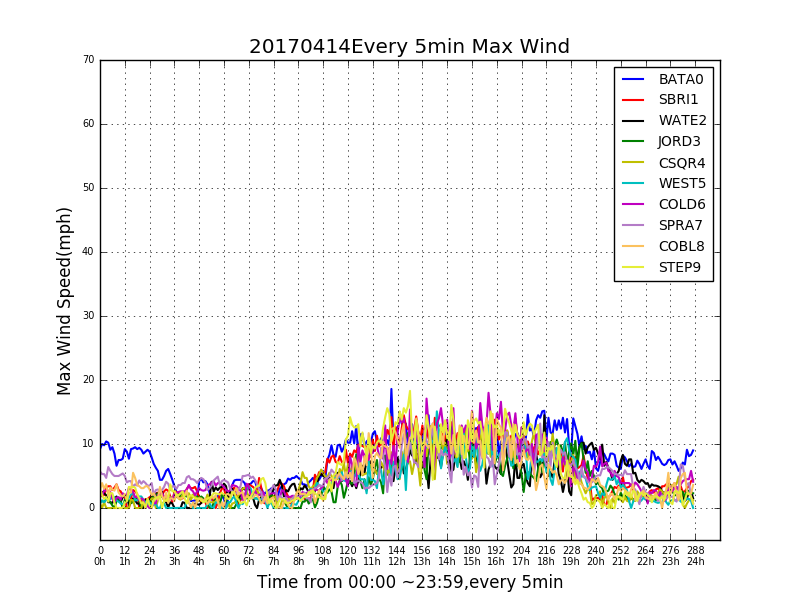 20170414Every 5min Max Wind
70
60
50
40
30
20
10
0
Max Wind Speed(mph)
BATA0
SBRI1
WATE2
JORD3
CSQR4
WEST5
COLD6
SPRA7
COBL8
STEP9
0 12 24 36 48 60 72 84 96 108 120 132 144 156 168 180 192 204 216 228 240 252 264 276 288
0h 1h 2h 3h 4h 5h 6h 7h 8h 9h 10h 11h 12h 13h 14h 15h 16h 17h 18h 19h 20h 21h 22h 23h 24h
Time from 00:00 ~23:59,every 5min